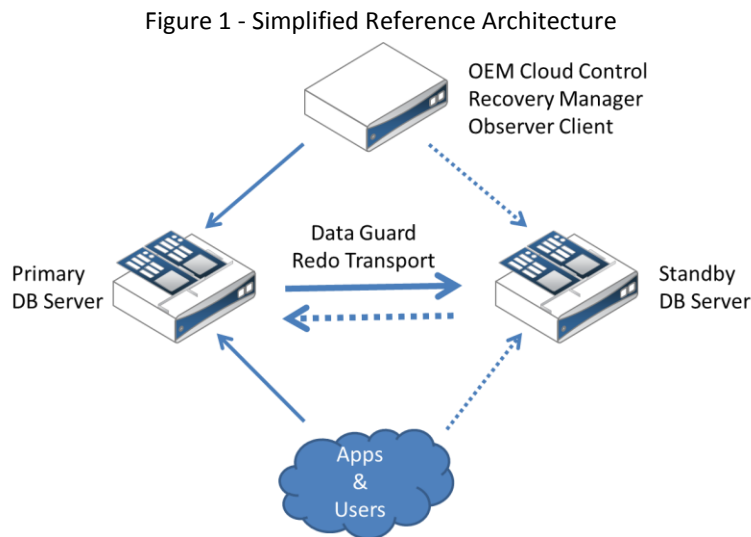 Figure 1 - Simplified Reference Architecture
OEM Cloud Control
Recovery Manager
Observer Client
Data Guard
Redo Transport
Primary
DB Server
Standby
DB Server
Apps
&
Users